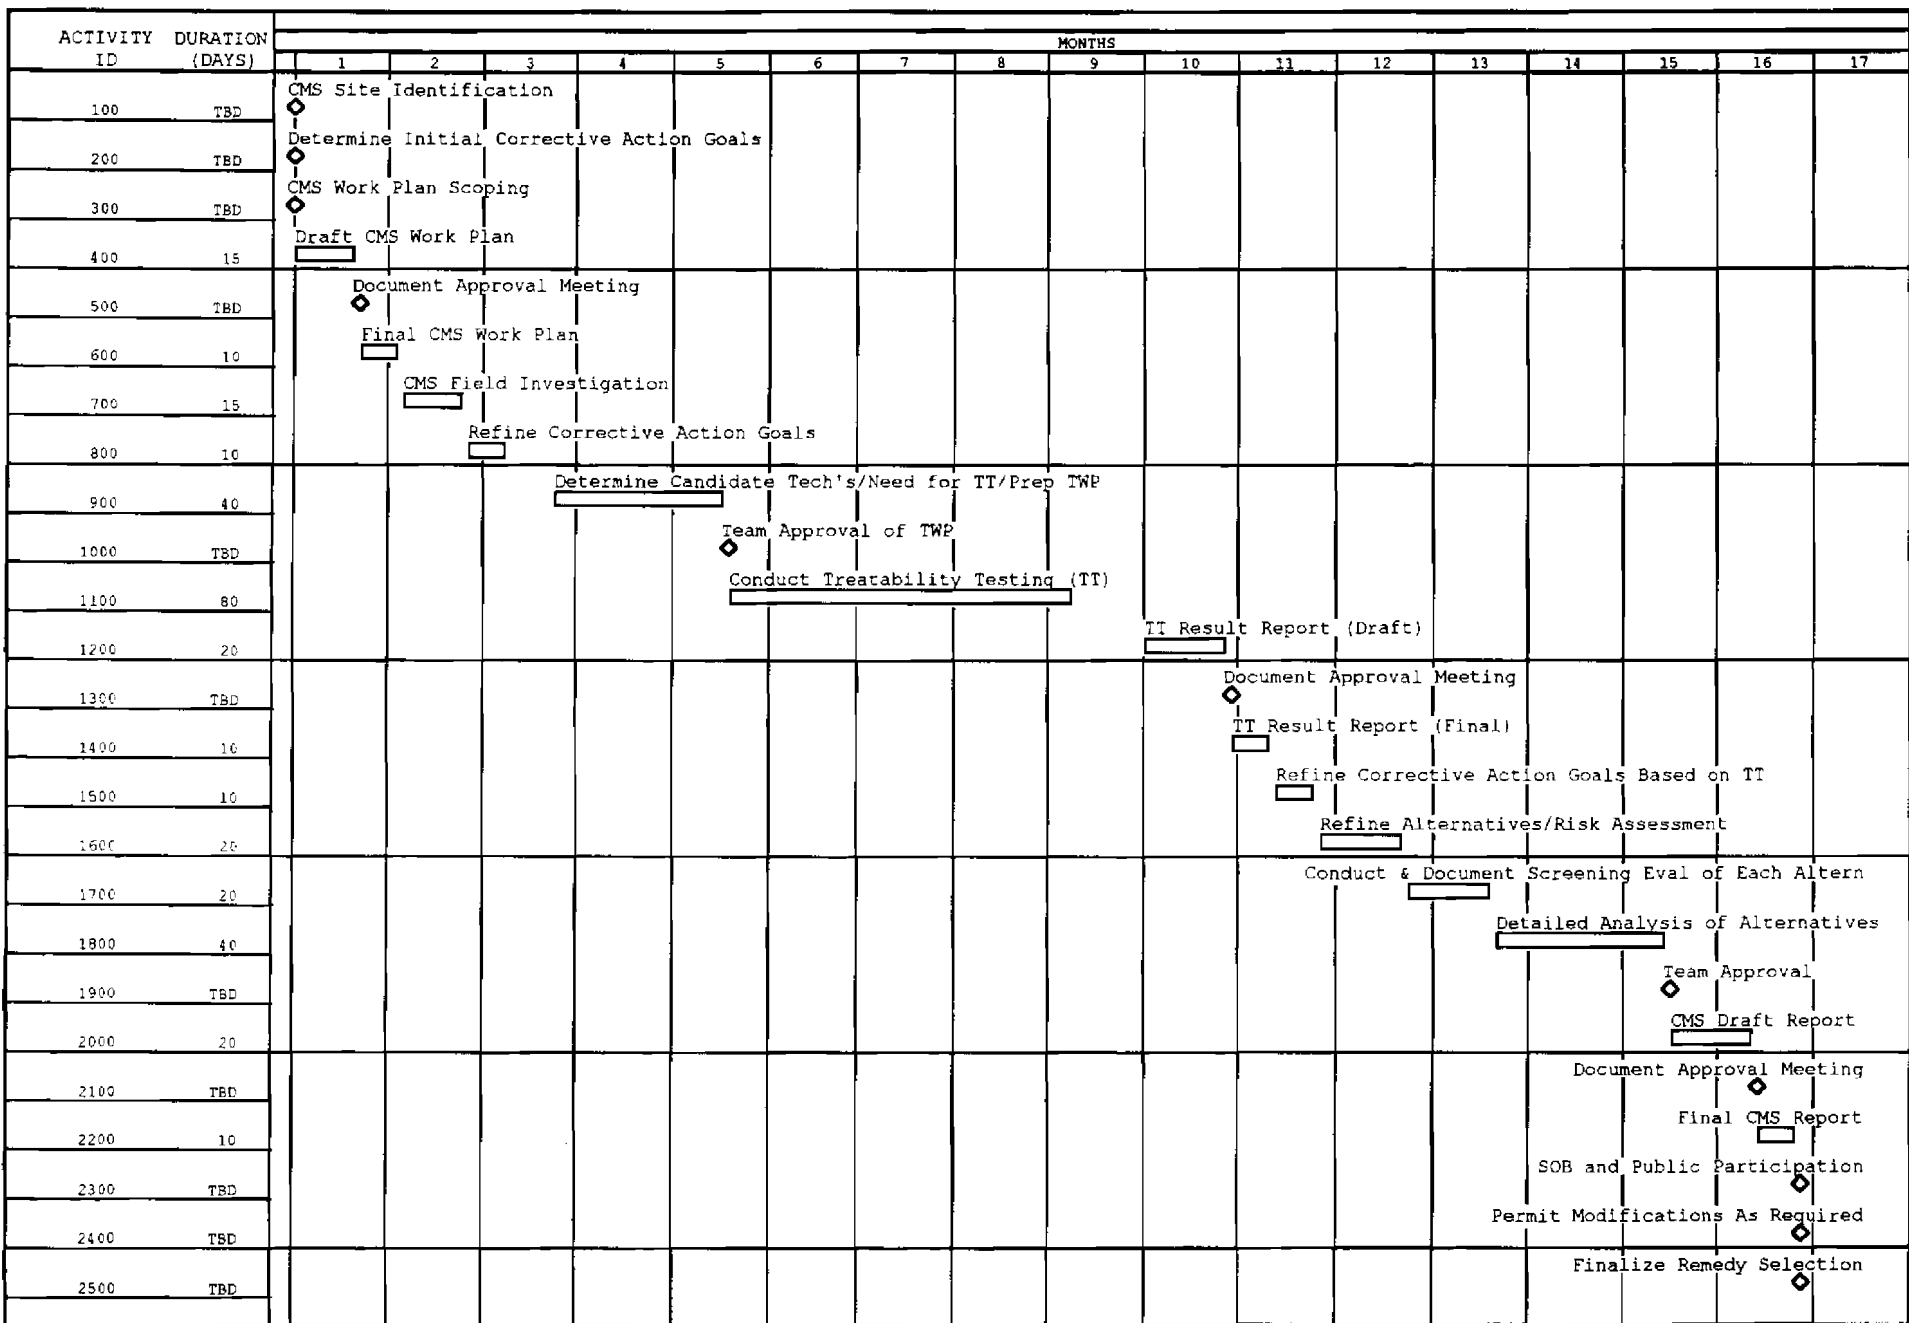 ACTIVITY DURATION
ID (DAYS)
MONTHS
1 2 3 4 5 6 7 8 9 10 11 12 13 14 15 16 17
CMS Site Identification
100 TBD
Determine Initial Corrective Action Goals
200 TBD
CMS Work Plan Scoping
300 TBD
Draft CMS Work Plan
400 15
Document Approval Meeting
500 TBD
Final CMS Work Plan
600 10
CMS Field Investigation
700 15
Refine Corrective Action Goals
800 10
Determine Candidate Tech's/Need for TT/Prep TWP
900 40
Team Approval of TWP
1000 TBD
Conduct Treatability Testing (TT)
1100 80
TT Result Report (Draft)
1200 20
Document Approval Meeting
1300 TBD
TT Result Report (Final)
1400 10
Refine Corrective Action Goals Based on TT
1500 10
Refine Alternatives/Risk Assessment
1600 20
Conduct & Document Screening Eval of Each Altern
1700 20
Detailed Analysis of Alternatives
1800 40
Team Approval
1900 TBD
CMS Draft Report
2000 20
Document Approval Meeting
2100 TBD
Final CMS Report
2200 10
SOB and Public Participation
2300 TBD
Permit Modifications As Required
2400 TBD
Finalize Remedy Selection
2500 TBD